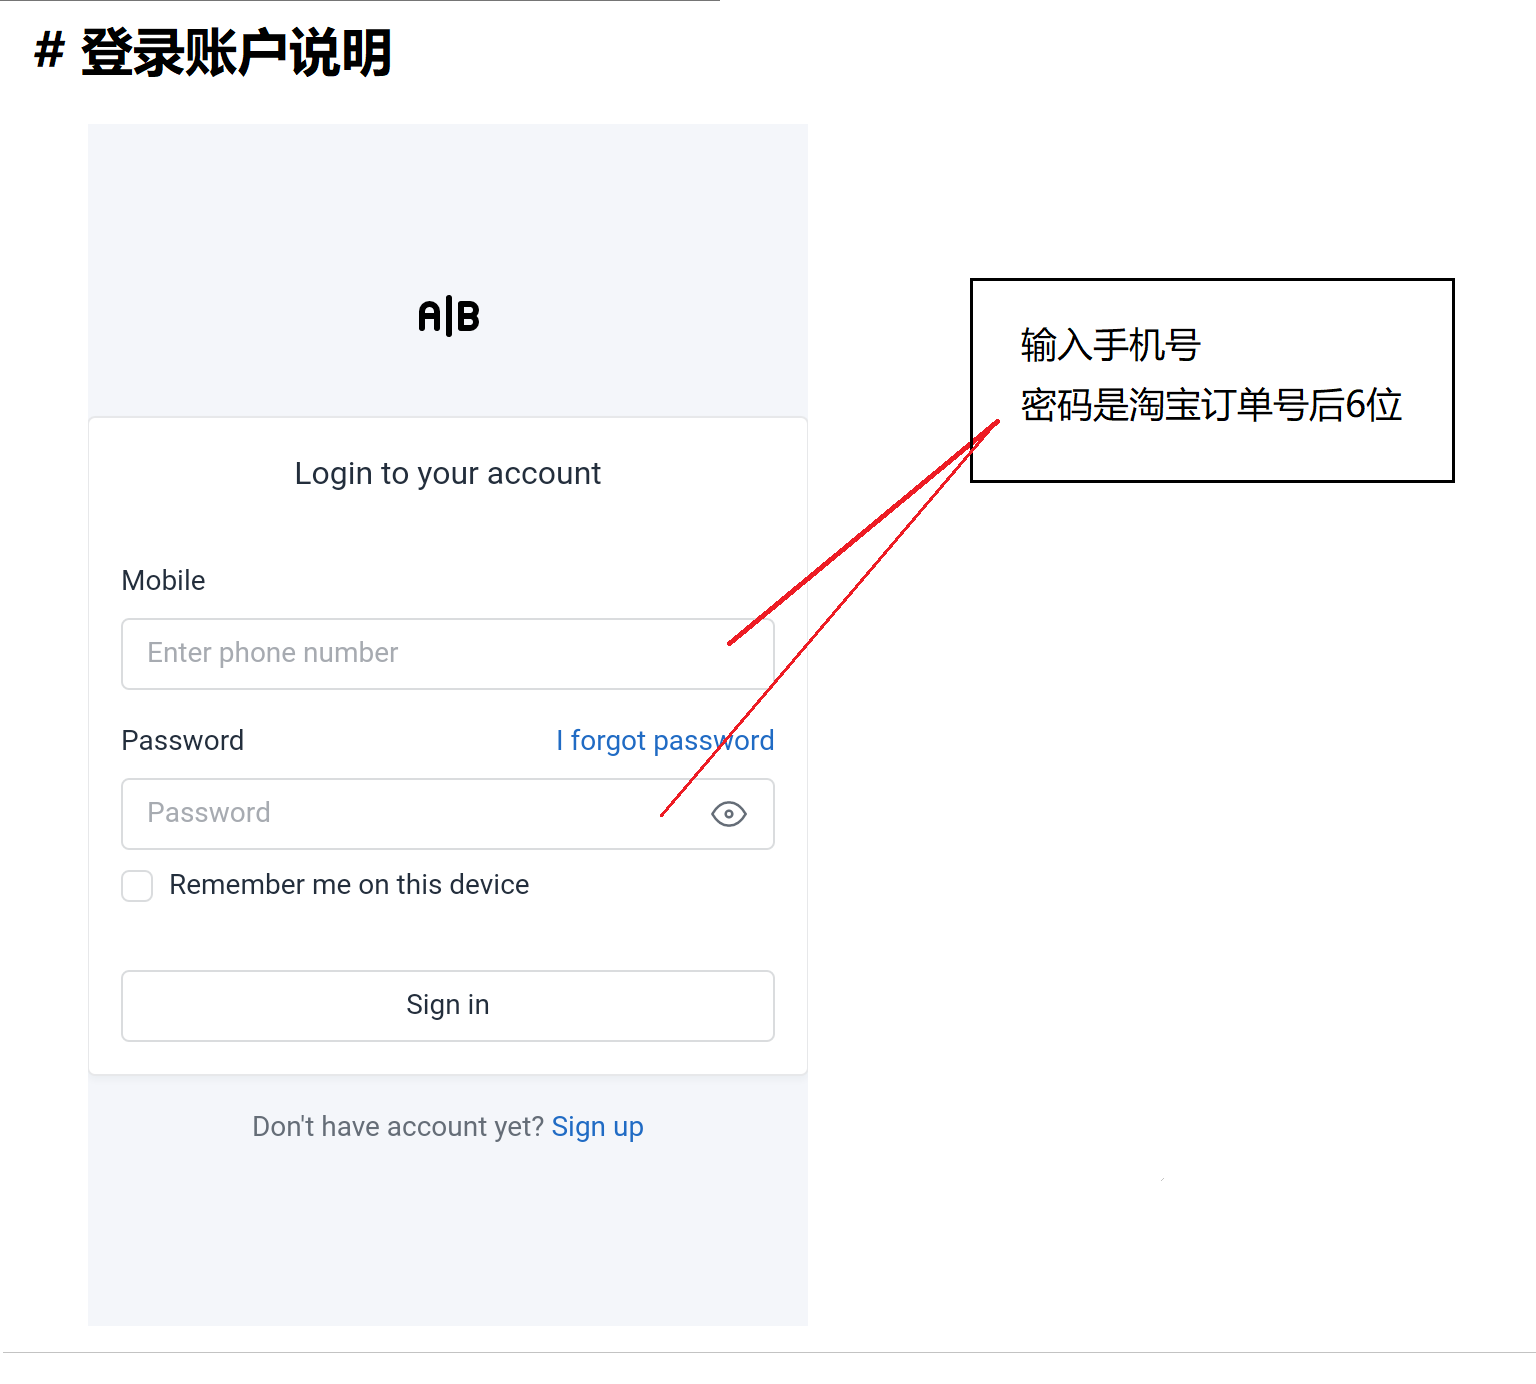 # 登录账户说明
A|B
输入手机号
密码是淘宝订单号后6位
Login to your account
Mobile
Enter phone number
Password I forgot password
Password
Remember me on this device
Sign in
Don't have account yet? Sign up